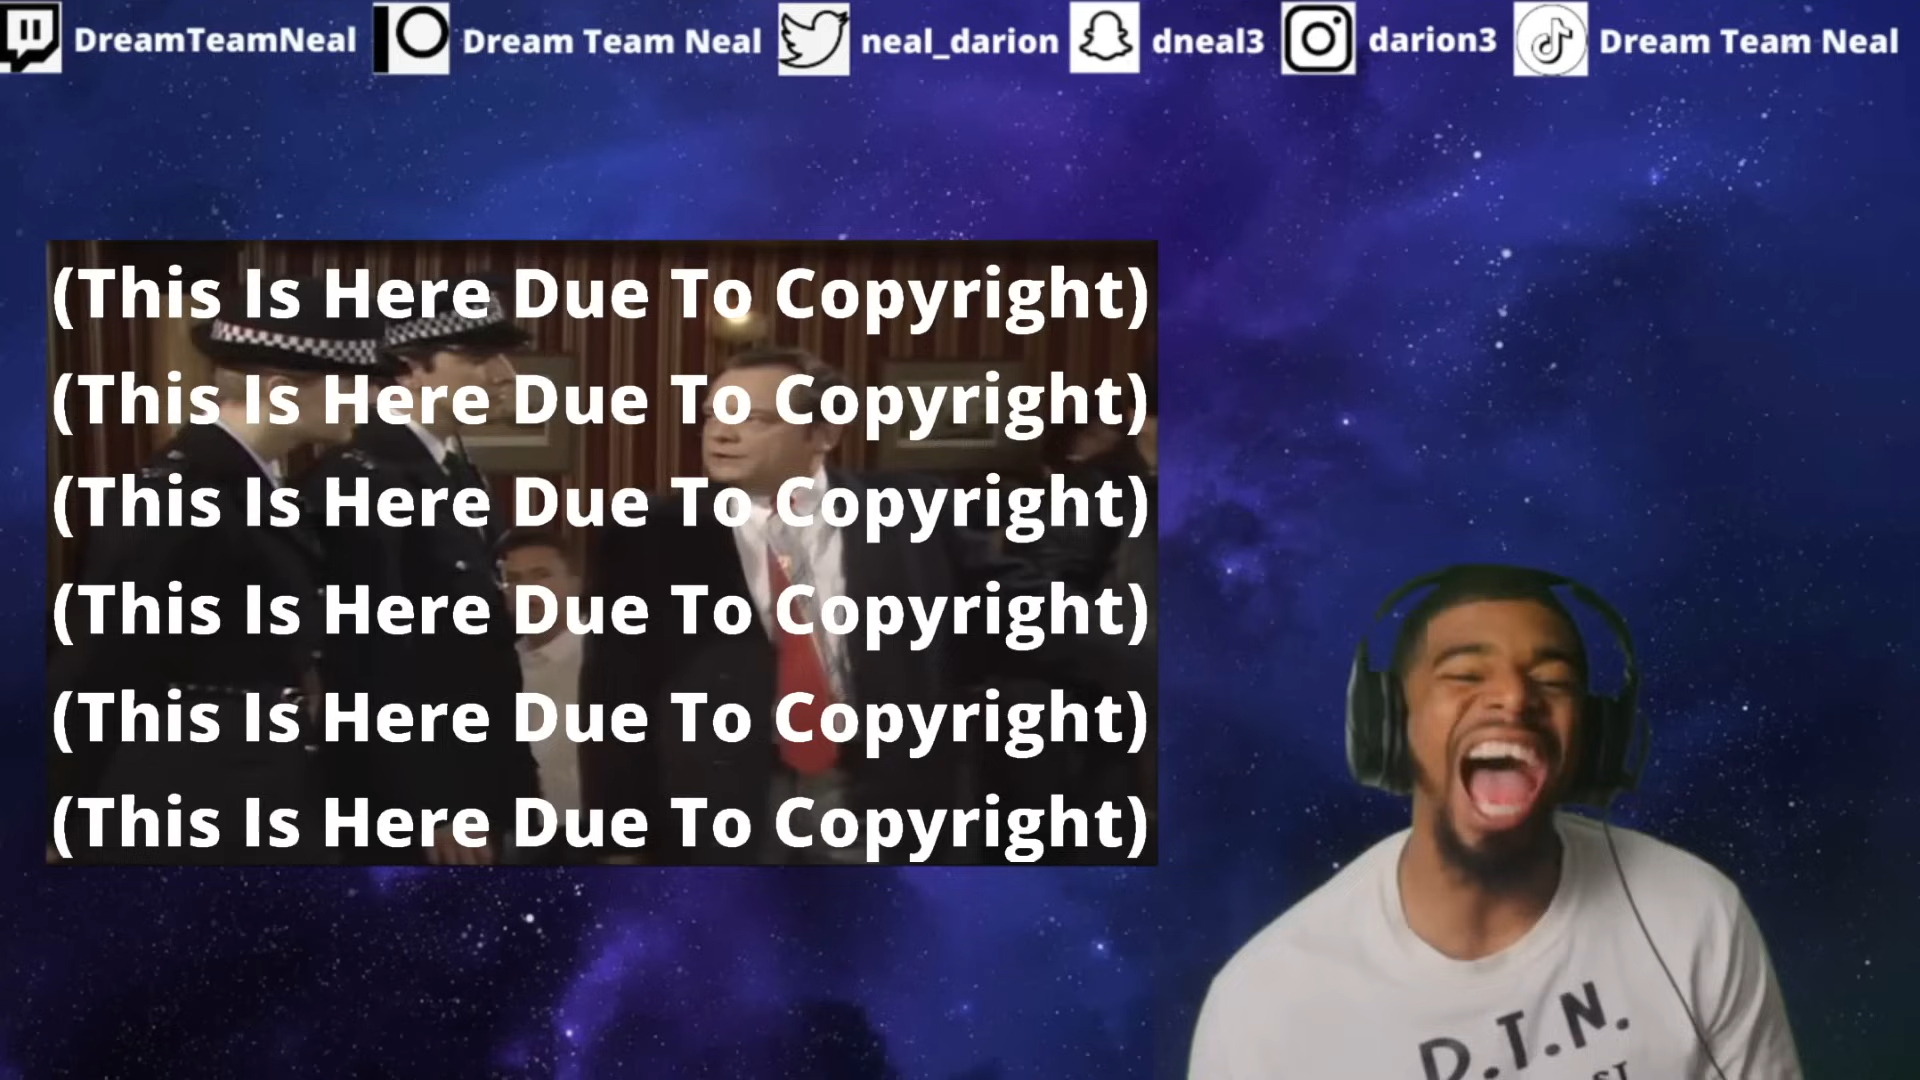 DreamTeamNeal Dream Team Neal neal_darion dneal3 darion3 Dream Team Neal
(This Is Here Due To Copyright)
(This Is Here Due To Copyright)
(This Is Here Due To Copyright)
(This Is Here Due To Copyright)
(This Is Here Due To Copyright)
(This Is Here Due To Copyright)
D.T.N.